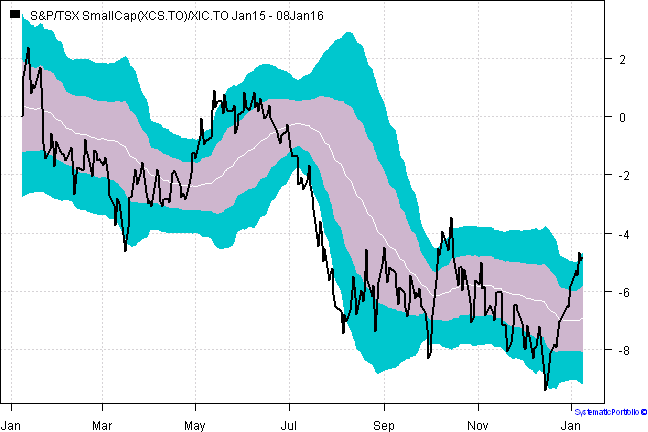 S&P/TSX SmallCap(XCS.TO)/XIC.TO Jan15 - 08Jan16
2
0
-2
-4
-6
-8
Jan Mar May Jul Sep Nov Jan
SystematicPortfolio ©